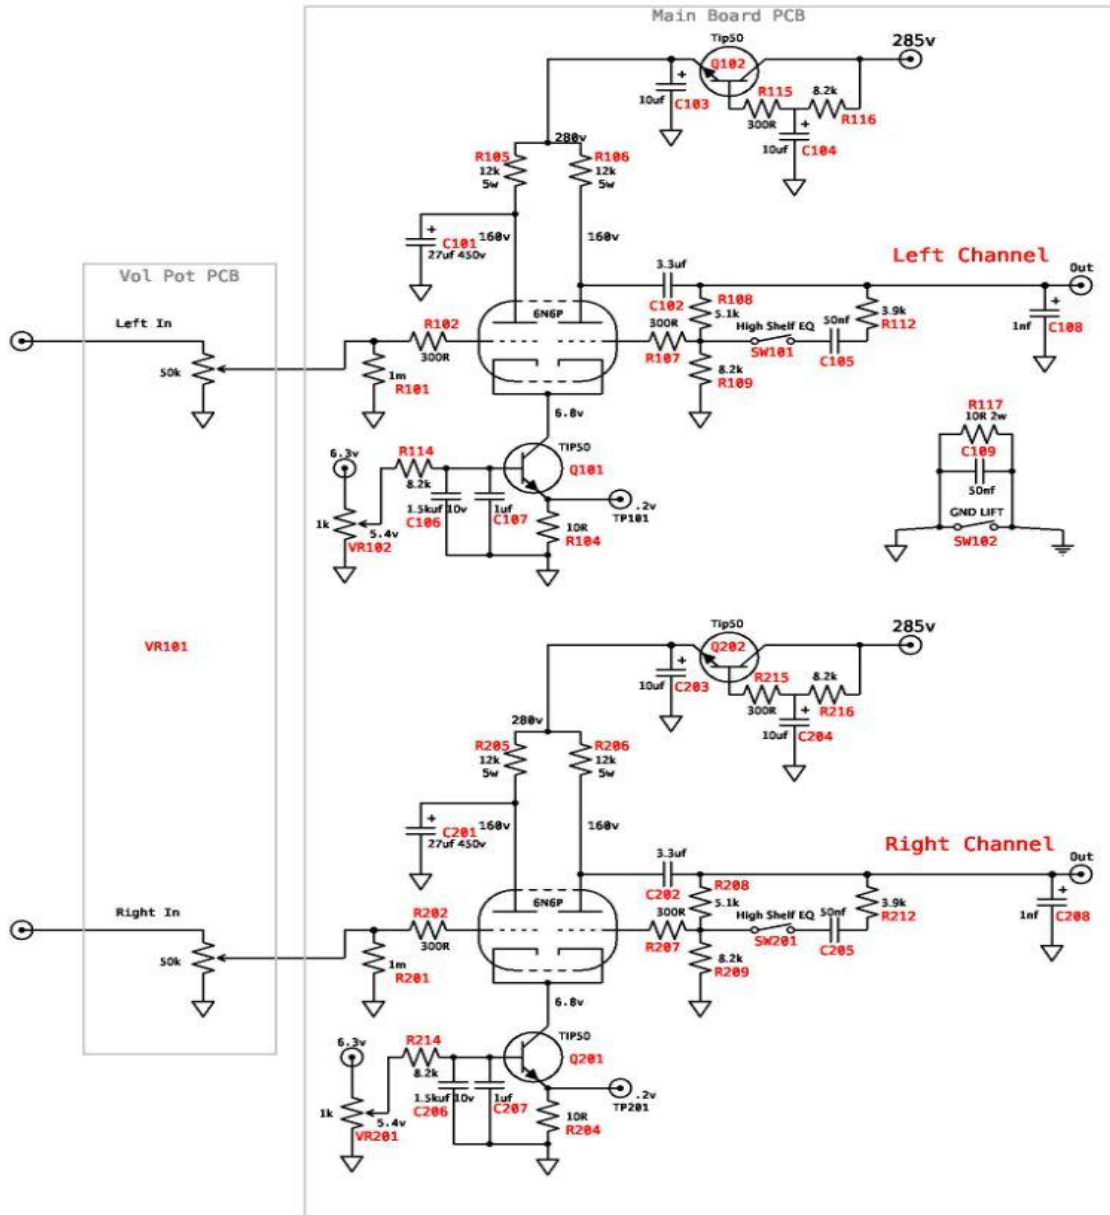 Main Board PCB
Tip50
285v
Q102
R115
8.2k
10uf
C103
300R
R116
10uf
C104
280v
R105
R106
12k
5w
12k
5w
C101
160v
160v
27uf 450v
Left Channel
Vol Pot PCB
3.3uf
Out
C102
R108
5.1k
50nf
3.9k
R112
Left In
R102
6N6P
300R
High Shelf EQ
1nf
C108
300R
R107
SW101
C105
50k
1m
R101
8.2k
R109
6.8v
R117
10R 2w
C109
50nf
GND LIFT
SW102
6.3v
R114
TIP50
8.2k
Q101
1k
1.5kuf 10v
1uf
.2v
TP101
5.4v
C106
C107
10R
R104
VR102
VR101
Tip50
285v
Q202
R215
8.2k
10uf
C203
300R
R216
10uf
C204
280v
R205
R206
12k
5w
12k
5w
C201
160v
160v
27uf 450v
Right Channel
3.3uf
Out
C202
R208
5.1k
50nf
3.9k
R212
Right In
R202
6N6P
300R
High Shelf EQ
1nf
C208
300R
R207
SW201
C205
50k
1m
R201
8.2k
R209
6.8v
6.3v
R214
TIP50
8.2k
Q201
1k
1.5kuf 10v
1uf
.2v
TP201
5.4v
C206
C207
10R
R204
VR201